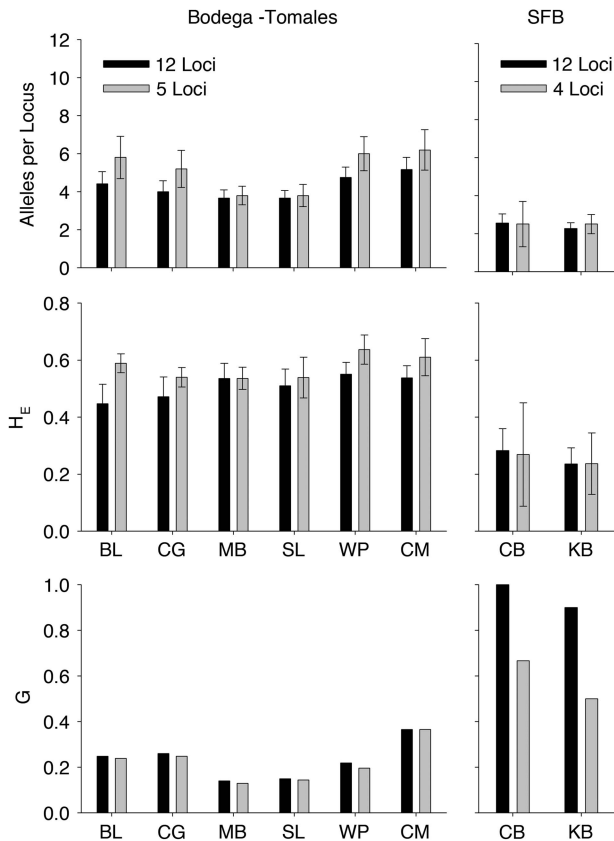 Bodega -Tomales
SFB
12
10
8
6
4
2
0
Alleles per Locus
12 Loci
5 Loci
12 Loci
4 Loci
0.8
0.6
0.4
0.2
0.0
HE
BL CG MB SL WP CM
CB KB
1.0
0.8
0.6
0.4
0.2
0.0
G
BL CG MB SL WP CM
CB KB